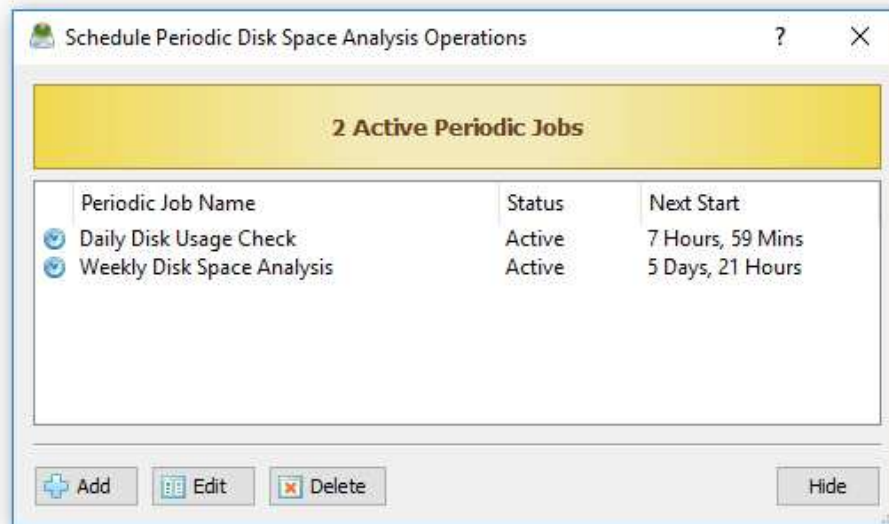 Schedule Periodic Disk Space Analysis Operations ?
2 Active Periodic Jobs
Periodic Job Name Status Next Start
Daily Disk Usage Check Active 7 Hours, 59 Mins
Weekly Disk Space Analysis Active 5 Days, 21 Hours
Add Edit Delete Hide